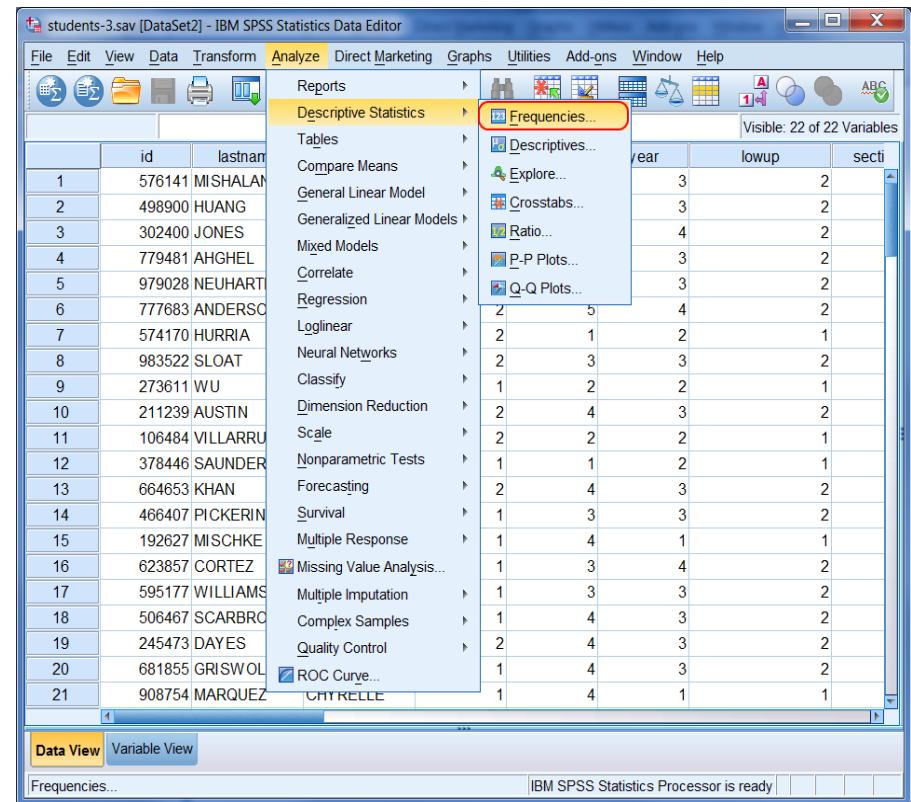 students-3.sav [DataSet2] - IBM SPSS Statistics Data Editor
File Edit View Data Transform Analyze Direct Marketing Graphs Utilities Add-ons Window Help
Visible: 22 of 22 Variables
Reports
Descriptive Statistics
Tables
Compare Means
General Linear Model
Generalized Linear Models
Mixed Models
Correlate
Regression
Loglinear
Neural Networks
Classify
Dimension Reduction
Scale
Nonparametric Tests
Forecasting
Survival
Multiple Response
Missing Value Analysis...
Multiple Imputation
Complex Samples
Quality Control
ROC Curve...
Frequencies...
Descriptives...
Explore...
Crosstabs...
Ratio...
P-P Plots...
Q-Q Plots...
id lastnam year lowup secti
1 576141 MISHALAN 3 2
2 498900 HUANG 3 2
3 302400 JONES 4 2
4 779481 AHGHEL 3 2
5 979028 NEUHARTI 3 2
6 777683 ANDERSO 2 5 4 2
7 574170 HURRIA 2 1 2 1
8 983522 SLOAT 2 3 3 2
9 273611 WU 1 2 2 1
10 211239 AUSTIN 2 4 3 2
11 106484 VILLARRU 2 2 2 1
12 378446 SAUNDER 1 1 2 1
13 664653 KHAN 2 4 3 2
14 466407 PICKERIN 1 3 3 2
15 192627 MISCHKE 1 4 1 1
16 623857 CORTEZ 1 3 4 2
17 595177 WILLIAMS 1 3 3 2
18 506467 SCARBRO 1 4 3 2
19 245473 DAYES 2 4 3 2
20 681855 GRISWOL 1 4 3 2
21 908754 MARQUEZ CHYRELLE 1 4 1 1
Data View Variable View
Frequencies... IBM SPSS Statistics Processor is ready